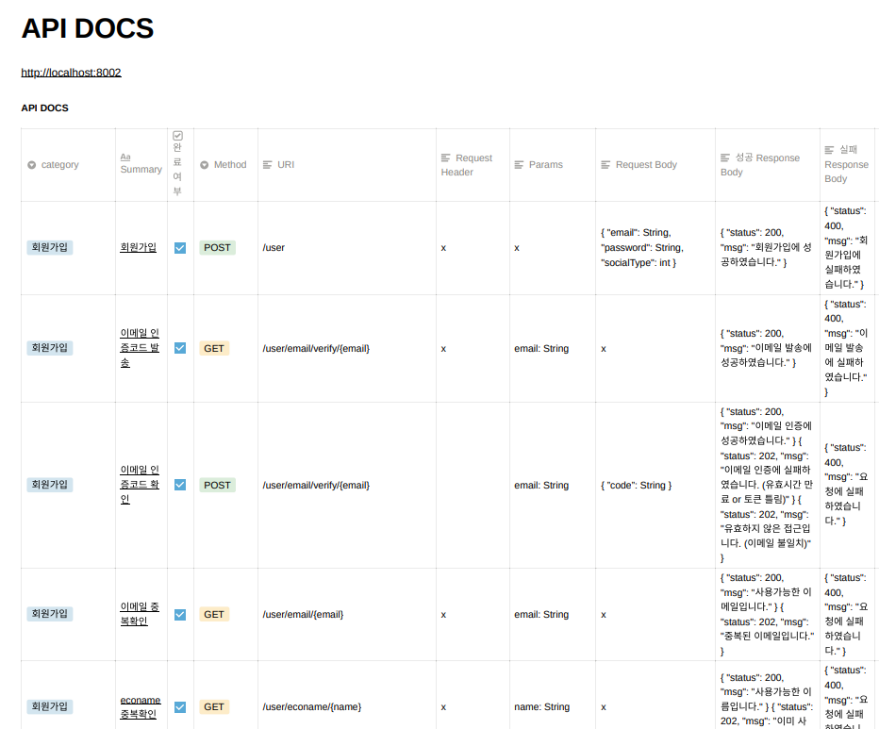 API DOCS
http://localhost:8002
API DOCS
category
Aa
Summary
완
료
여
부
Method
URI
Request
Header
Params
Request Body
성공 Response
Body
실패
Response
Body
회원가입
회원가입
POST
/user
x
x
{ "email": String,
"password": String,
"socialType": int }
{ "status": 200,
"msg": "회원가입에 성
공하였습니다." }
{ "status":
400,
"msg": "회
원가입에
실패하였
습니다." }
회원가입
이메일 인
증코드 발
송
GET
/user/email/verify/{email}
x
email: String
x
{ "status": 200,
"msg": "이메일 발송에
성공하였습니다." }
{ "status":
400,
"msg": "이
메일 발송
에 실패하
였습니다."
}
회원가입
이메일 인
증코드 확
인
POST
/user/email/verify/{email}
email: String
{ "code": String }
{ "status": 200,
"msg": "이메일 인증에
성공하였습니다." } {
"status": 202, "msg":
"이메일 인증에 실패하
였습니다. (유효시간 만
료 or 토큰 틀림)" } {
"status": 202, "msg":
"유효하지 않은 접근입
니다. (이메일 불일치)"
}
{ "status":
400,
"msg": "요
청에 실패
하였습니
다." }
회원가입
이메일 중
복확인
GET
/user/email/{email}
x
email: String
x
{ "status": 200,
"msg": "사용가능한 이
메일입니다." } {
"status": 202, "msg":
"중복된 이메일입니다."
}
{ "status":
400,
"msg": "요
청에 실패
하였습니
다." }
회원가입
econame
중복확인
GET
/user/econame/{name}
x
name: String
x
{ "status": 200,
"msg": "사용가능한 이
름입니다." } { "status":
202, "msg": "이미 사
{ "status":
400,
"msg": "요
청에 실패
하였습니